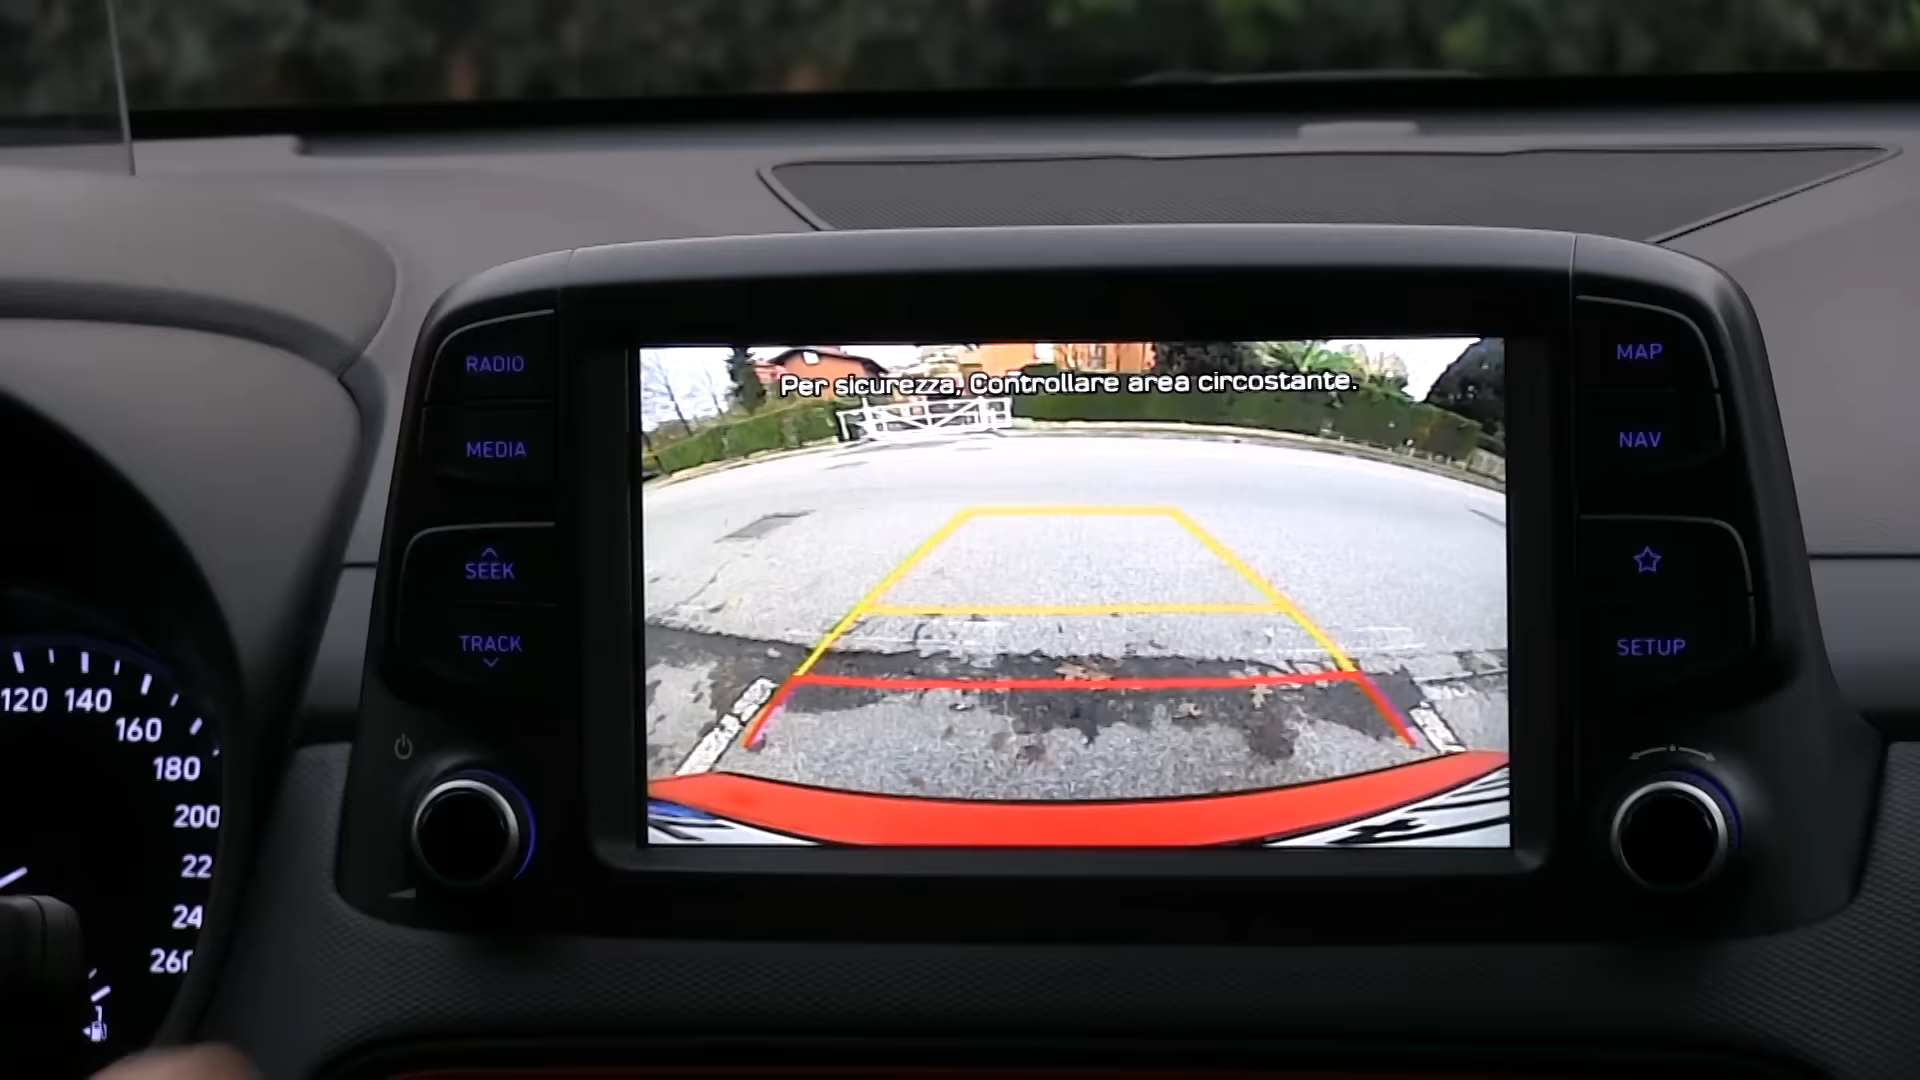 RADIO
MEDIA
SEEK
TRACK
Per sicurezza, Controllare area circostante.
MAP
NAV
SETUP
120
140
160
180
200
22
24
260